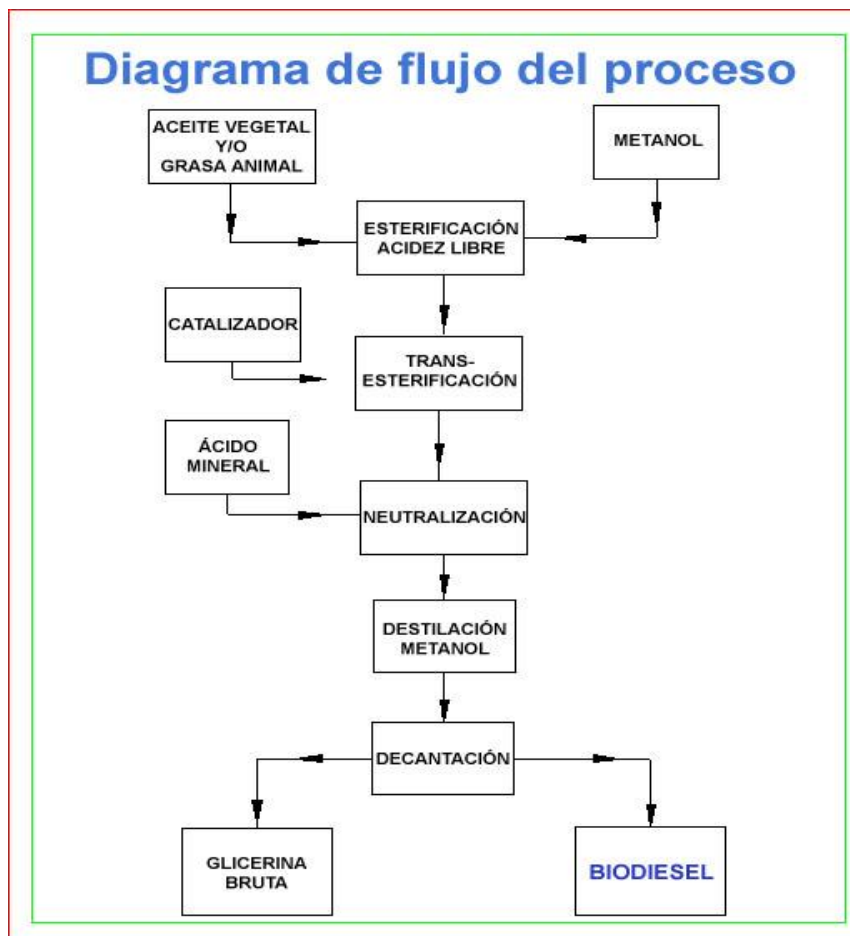 Diagrama de flujo del proceso
ACEITE VEGETAL
Y/O
GRASA ANIMAL
METANOL
ESTERIFICACIÓN
ACIDEZ LIBRE
CATALIZADOR
TRANS-
ESTERIFICACIÓN
ÁCIDO
MINERAL
NEUTRALIZACIÓN
DESTILACIÓN
METANOL
DECANTACIÓN
GLICERINA
BRUTA
BIODIESEL